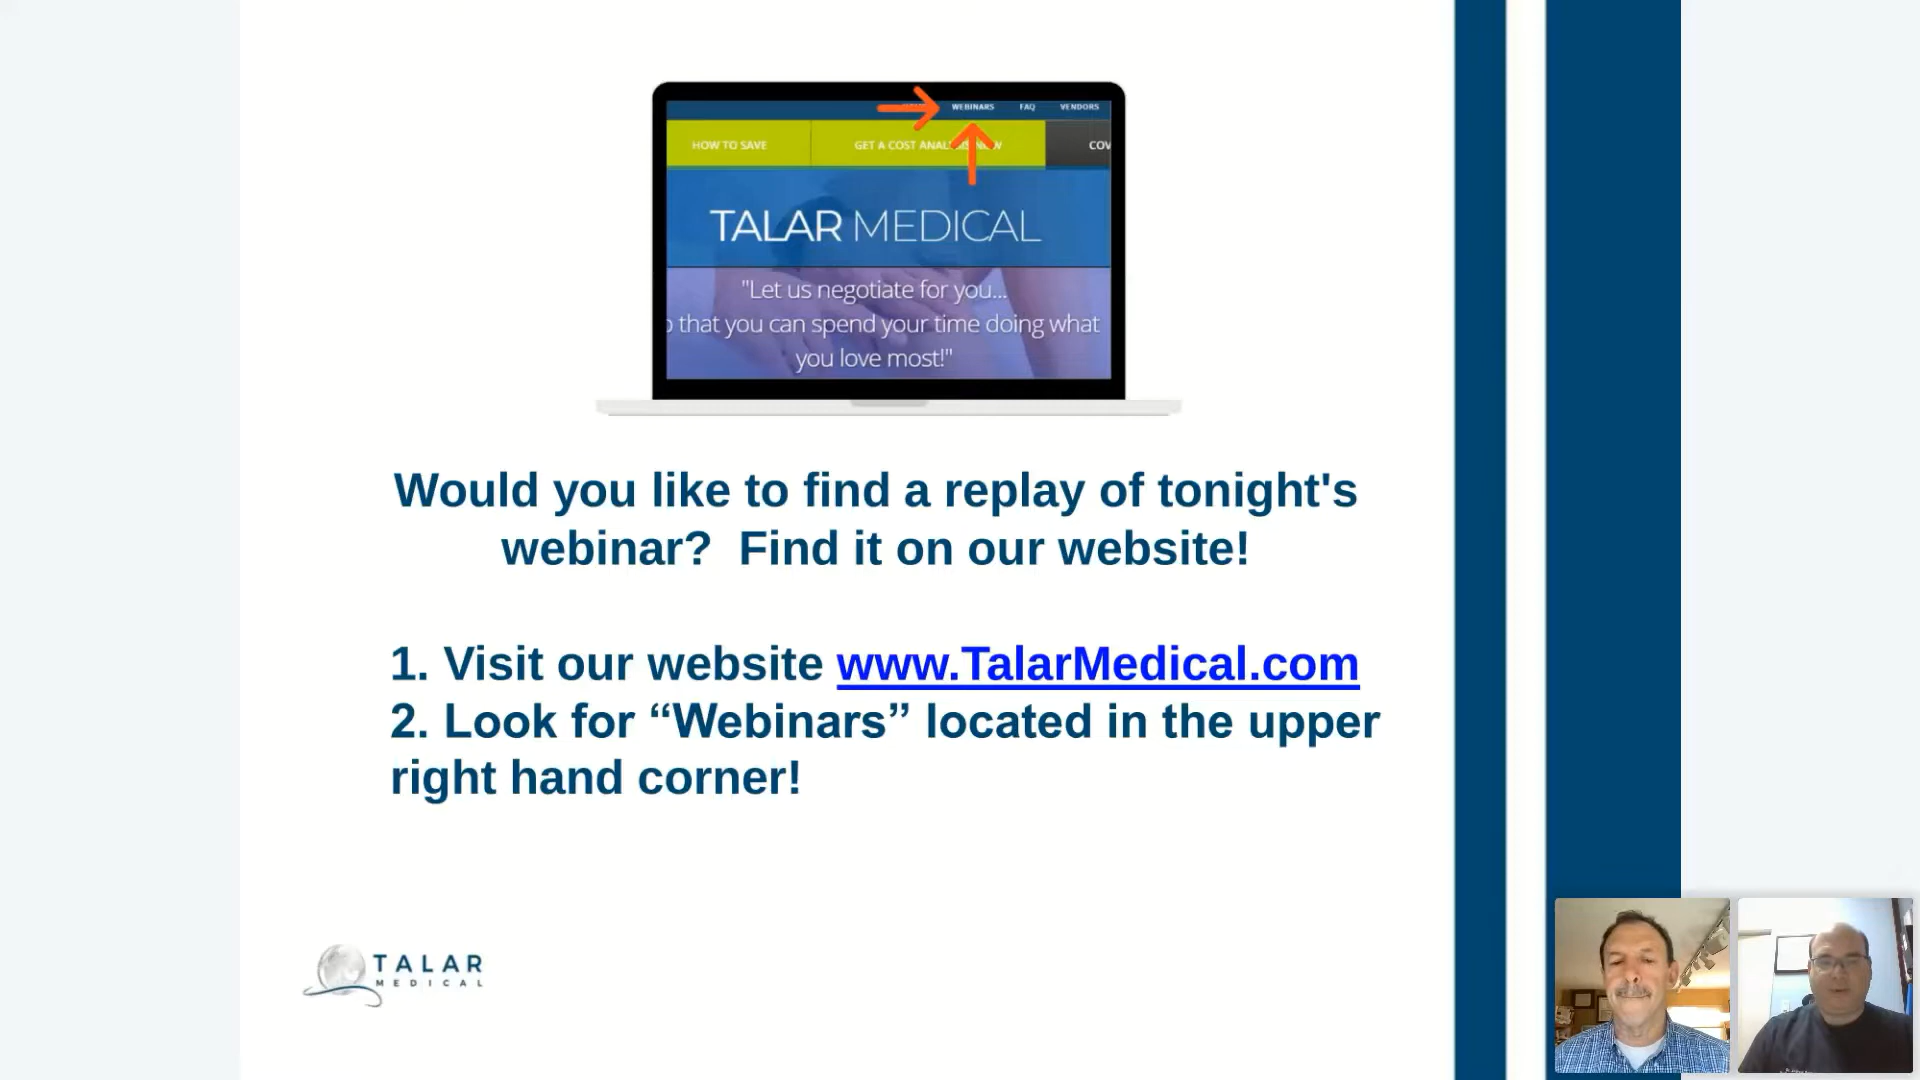 WEBINARS FAQ VENDORS
HOW TO SAVE GET A COST COV
TALAR MEDICAL
"Let us negotiate for you...
that you can spend your time doing what
you love most!"
Would you like to find a replay of tonight's
webinar? Find it on our website!
1. Visit our website www.TalarMedical.com
2. Look for “Webinars” located in the upper
right hand corner!
TALAR
MEDICAL